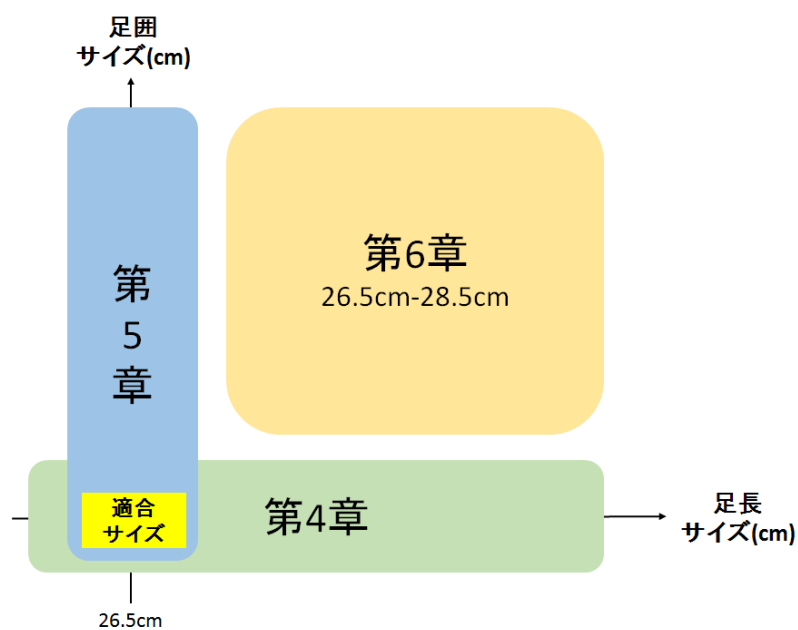 足囲
サイズ(cm)
第6章
26.5cm-28.5cm
第
5
章
適合
サイズ
第4章
足長
サイズ(cm)
26.5cm